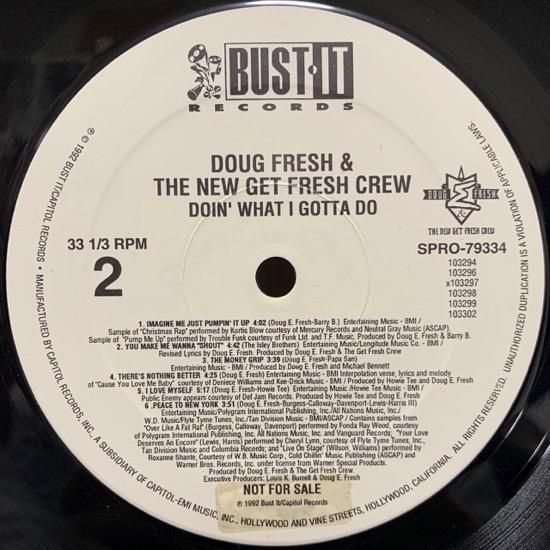 BUST·IT
RECORDS
DOUG FRESH &
THE NEW GET FRESH CREW
DOIN' WHAT I GOTTA DO
33 1/3 RPM
2
DOUG E FRESH
&
THE NEW GET FRESH CREW
SPRO-79334
103294
103296
x103297
103298
103299
103302
1. IMAGINE ME JUST PUMPIN' IT UP 4:02 (Doug E. Fresh-Barry B.) Entertaining Music - BMI /
Sample of "Christmas Rap" performed by Kurtis Blow courtesy of Mercury Records and Neutral Gray Music (ASCAP).
Sample of "Pump Me Up" performed by Trouble Funk courtesy of Funk Ltd. and T.F. Music. Produced by Doug E. Fresh & Barry B.
2. YOU MAKE ME WANNA "SHOUT" 4:42 (The Isley Brothers) Entertaining Music/Longitude Music Co. - BMI /
Revised Lyrics by Doug E. Fresh. Produced by Doug E. Fresh & The Get Fresh Crew
3. THE MONEY GRIP 3:39 (Doug E. Fresh-Papa San)
Entertaining Music - BMI / Produced by Doug E. Fresh and Michael Bennett
4. THERE'S NOTHING BETTER 4:25 (Doug E. Fresh) Entertaining Music - BMI Interpolation verse, lyrics and melody
of "Cause You Love Me Baby" courtesy of Deniece Williams and Kee-Drick Music - BMI / Produced by Howie Tee and Doug E. Fresh
5. I LOVE MYSELF 5:17 (Doug E. Fresh-Howie Tee) Entertaining Music /Howie Tee Music - BMI /
Public Enemy appears courtesy of Def Jam Records. Produced by Howie Tee and Doug E. Fresh
6. /PEACE TO NEW YORK 3:51 (Doug E. Fresh-Burgess-Calloway-Davenport-Lewis-Harris III)
Entertaining Music/Polygram International Publishing, Inc./All Nations Music, Inc./
W.D. Music/Flyte Tyme Tunes, Inc./Tan Division Music - BMI/ASCAP / Contains samples from
"Over Like A Fat Rat" (Burgess, Calloway, Davenport) performed by Fonda Ray Wood, courtesy
of Polygram International Publishing, Inc. All Nations Music, Inc. and Vanguard Records; "Your Love
Deserves An Encore" (Lewis, Harris) performed by Cheryl Lynn, courtesy of Flyte Tyme Tunes, Inc.,
Tan Division Music and Columbia Records; and "Live On Stage" (Wilson, Williams) performed by
Roxanne Shante, Courtesy of W.B. Music Corp., Cold Chillin' Music Publishing (ASCAP) and
Warner Bros. Records, Inc. under license from Warner Special Products.
Produced by Doug E. Fresh & The Get Fresh Crew.
Executive Producers: Louis K. Burrell & Doug E. Fresh
NOT FOR SALE
℗ 1992 Bust It/Capitol Records
℗ © 1992 BUST IT/CAPITOL RECORDS • MANUFACTURED BY CAPITOL RECORDS, INC., A SUBSIDIARY OF CAPITOL-EMI MUSIC, INC., HOLLYWOOD AND VINE STREETS, HOLLYWOOD, CALIFORNIA. ALL RIGHTS RESERVED. UNAUTHORIZED DUPLICATION IS A VIOLATION OF APPLICABLE LAWS.